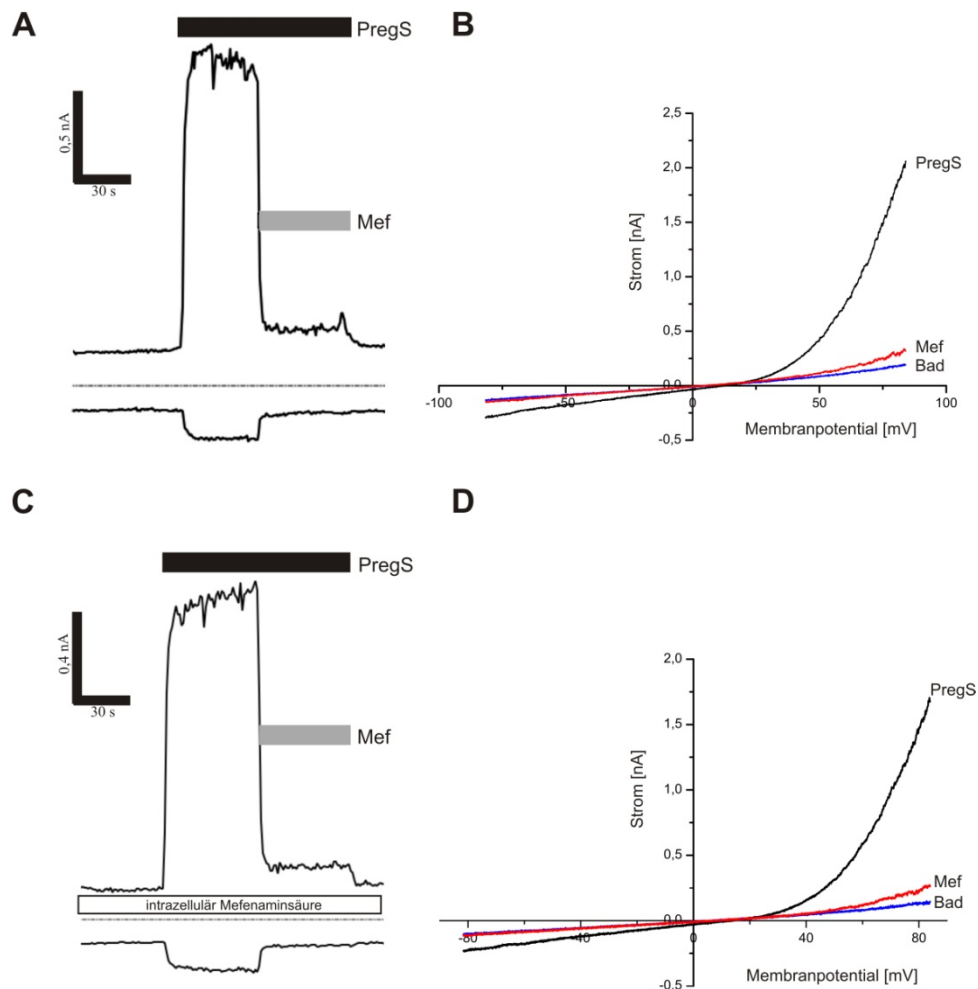 A
PregS
0,5 nA
30 s
Mef
B
2,5
2,0
1,5
1,0
0,5
0,0
-0,5
-100
-50
0
50
100
Strom [nA]
Membranpotential [mV]
PregS
Mef
Bad
C
PregS
0,4 nA
30 s
Mef
intrazellulär Mefenaminsäure
D
2,0
1,5
1,0
0,5
0,0
-0,5
-80
-40
0
40
80
Strom [nA]
Membranpotential [mV]
PregS
Mef
Bad